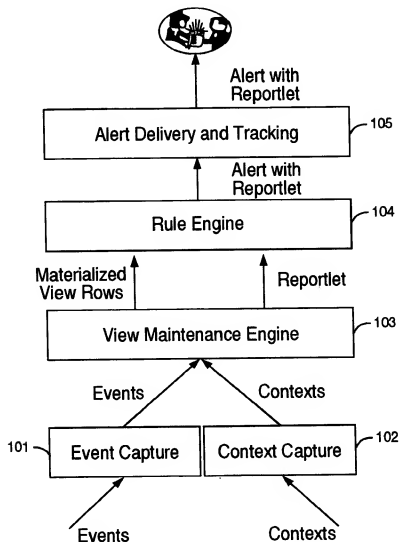 Alert with
Reportlet
Alert Delivery and Tracking
105
Alert with
Reportlet
Rule Engine
104
Materialized
View Rows
Reportlet
View Maintenance Engine
103
Events
Contexts
101
Event Capture
Context Capture
102
Events
Contexts